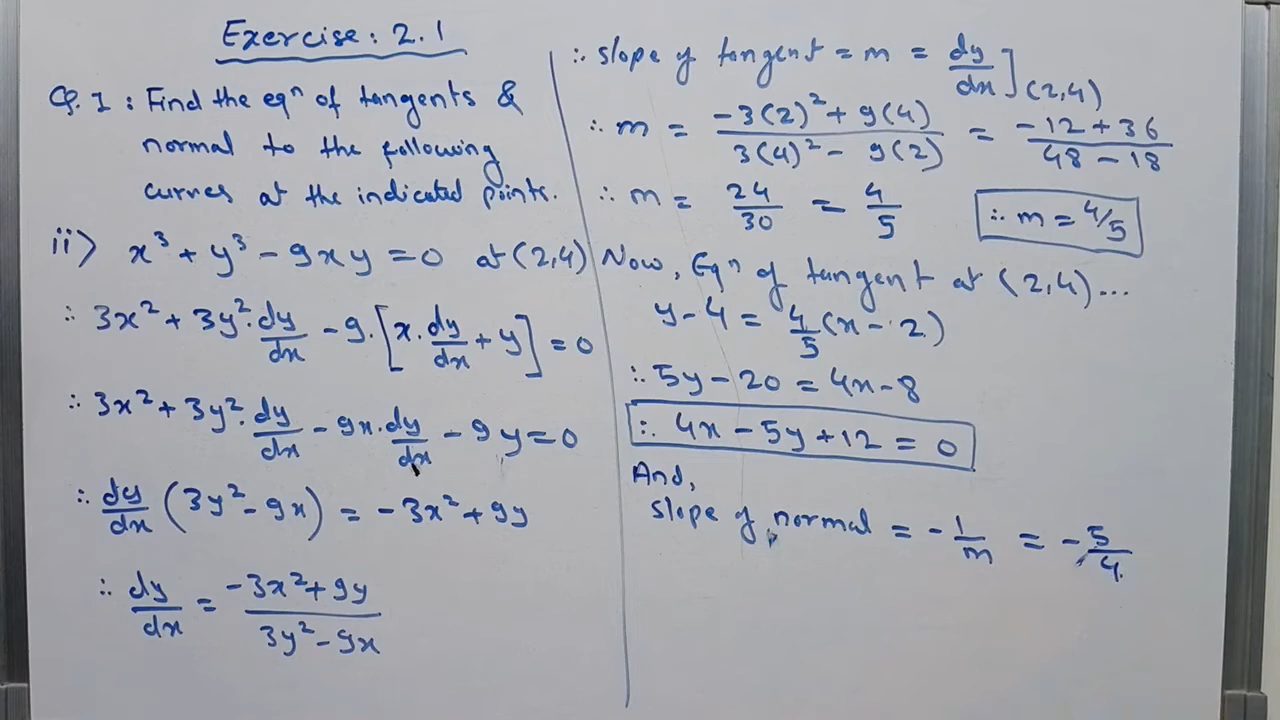 Exercise: 2.1
Q.1: Find the eqⁿ of tangents &
normal to the following
curves at the indicated points.
ii) x³ + y³ - 9xy = 0 at (2,4)
∴ 3x² + 3y². dy/dx - 9.[x. dy/dx + y] = 0
∴ 3x² + 3y². dy/dx - 9x. dy/dx - 9y = 0
∴ dy/dx (3y² - 9x) = -3x² + 9y
∴ dy/dx = (-3x² + 9y)/(3y² - 9x)
∴ slope of tangent = m = dy/dx](2,4)
∴ m = (-3(2)² + 9(4))/(3(4)² - 9(2)) = (-12 + 36)/(48 - 18)
∴ m = 24/30 = 4/5
∴ m = 4/5
Now, Eqⁿ of tangent at (2,4)...
y - 4 = 4/5 (x - 2)
∴ 5y - 20 = 4x - 8
∴ 4x - 5y + 12 = 0
And,
slope of normal = - 1/m = - 5/4